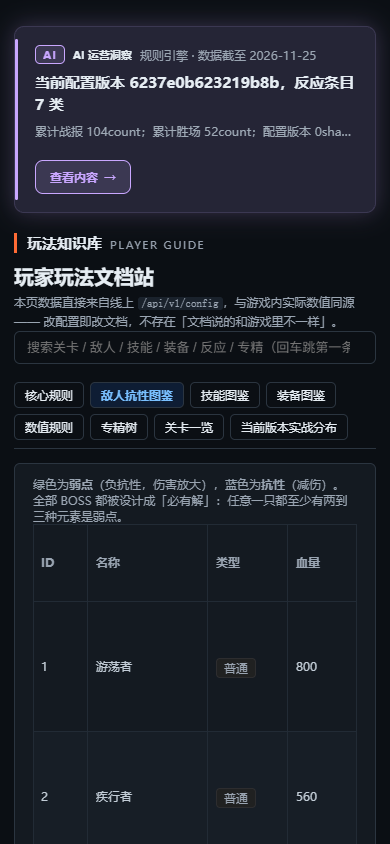 AI AI 运营洞察 规则引擎 · 数据截至 2026-11-25
当前配置版本 6237e0b623219b8b，反应条目
7 类
累计战报 104count；累计胜场 52count；配置版本 0sha...
查看内容 →
玩法知识库 PLAYER GUIDE
玩家玩法文档站
本页数据直接来自线上 /api/v1/config，与游戏内实际数值同源
—— 改配置即改文档，不存在「文档说的和游戏里不一样」。
搜索关卡 / 敌人 / 技能 / 装备 / 反应 / 专精（回车跳第一条
核心规则 敌人抗性图鉴 技能图鉴 装备图鉴
数值规则 专精树 关卡一览 当前版本实战分布
绿色为弱点（负抗性，伤害放大），蓝色为抗性（减伤）。
全部 BOSS 都被设计成「必有解」：任意一只都至少有两到
三种元素是弱点。
ID 名称 类型 血量
1 游荡者 普通 800
2 疾行者 普通 560